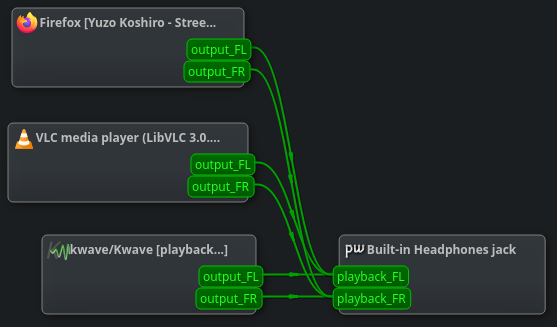 Firefox [Yuzo Koshiro - Stree...
output_FL
output_FR
VLC media player (LibVLC 3.0....
output_FL
output_FR
kwave/Kwave [playback...]
output_FL
output_FR
pw Built-in Headphones jack
playback_FL
playback_FR